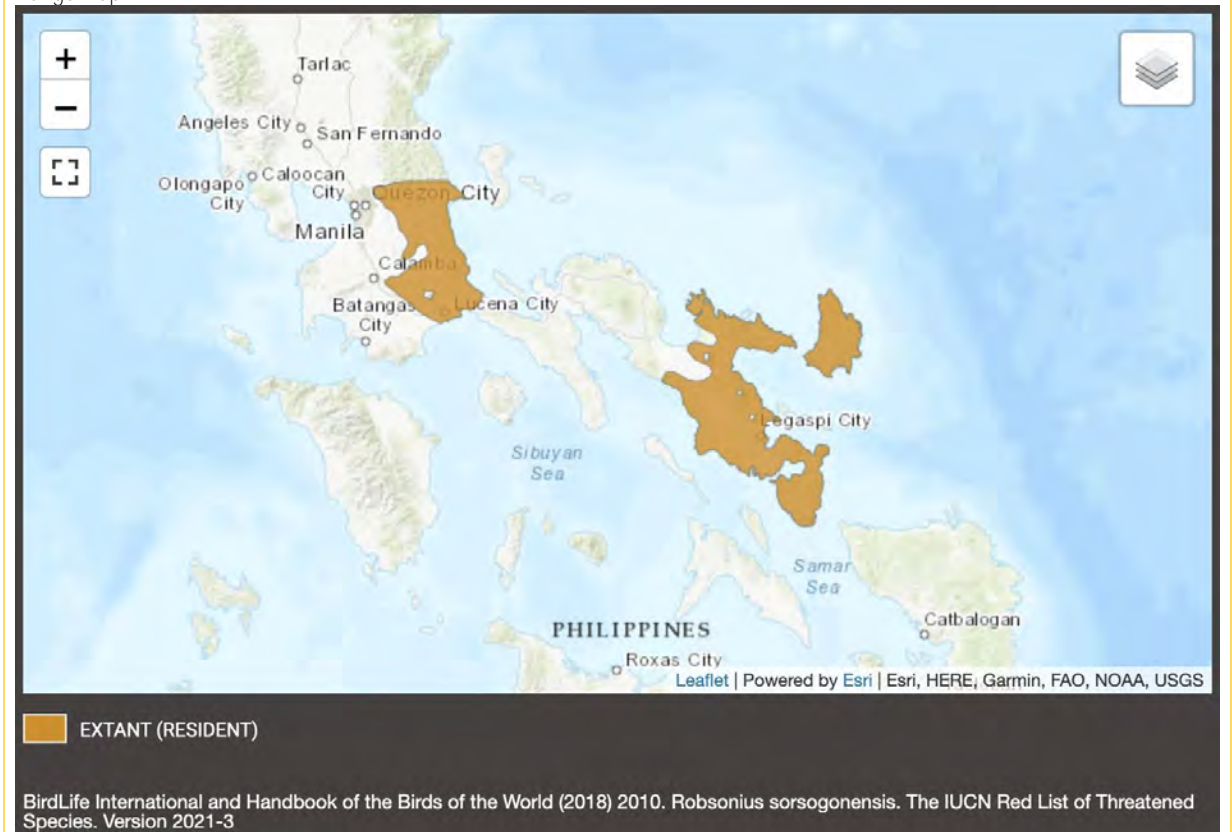 +
−
Tarlac
Angeles City
San Fernando
Olongapo
City
Caloocan
City
Quezon City
Manila
Calamba
Batangas
City
Lucena City
Legaspi City
Sibuyan
Sea
Samar
Sea
Catbalogan
PHILIPPINES
Roxas City
Leaflet | Powered by Esri | Esri, HERE, Garmin, FAO, NOAA, USGS
EXTANT (RESIDENT)
BirdLife International and Handbook of the Birds of the World (2018) 2010. Robsonius sorsogonensis. The IUCN Red List of Threatened
Species. Version 2021-3